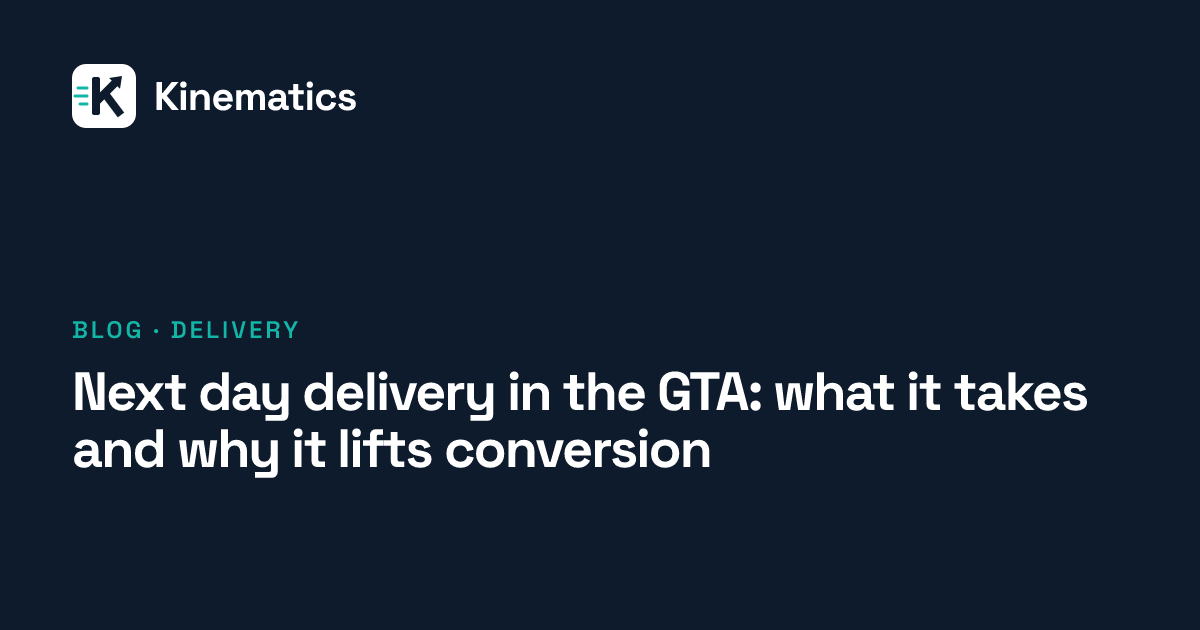 K
Kinematics
BLOG · DELIVERY
Next day delivery in the GTA: what it takes
and why it lifts conversion